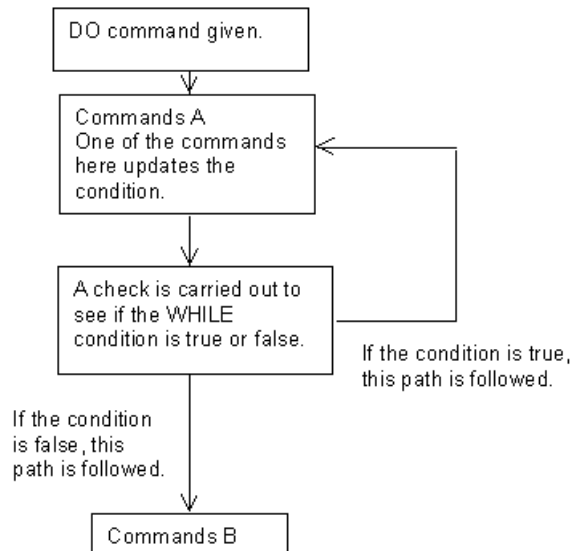 DO command given.
Commands A
One of the commands
here updates the
condition.
A check is carried out to
see if the WHILE
condition is true or false.
If the condition is true,
this path is followed.
If the condition
is false, this
path is followed.
Commands B